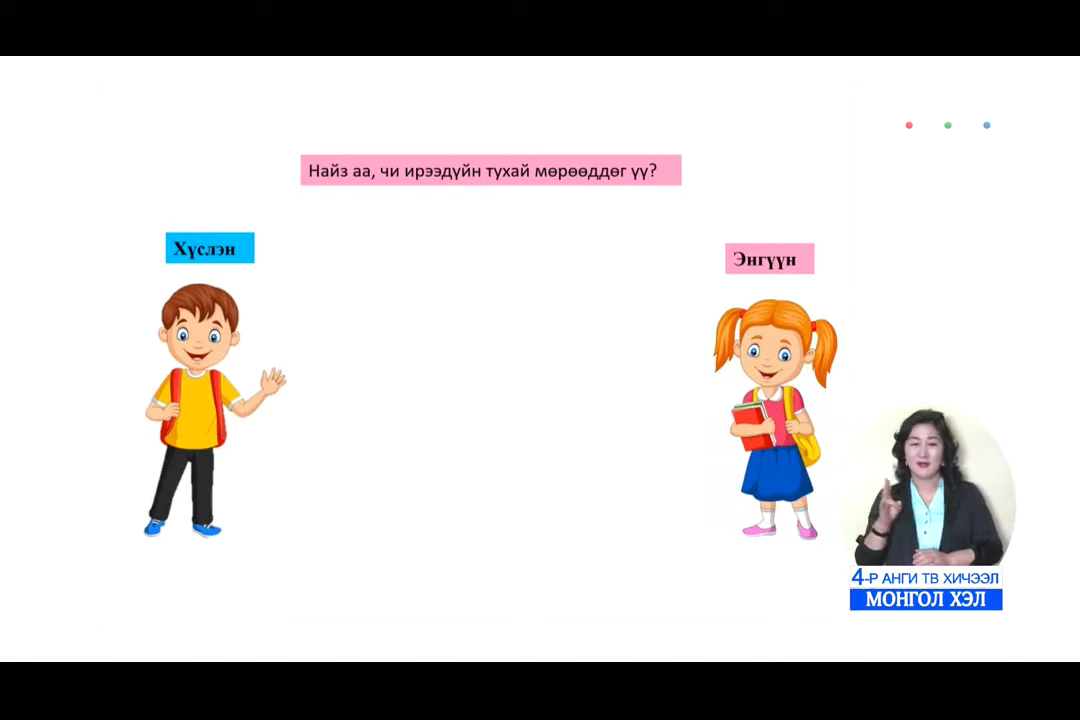 Найз аа, чи ирээдүйн тухай мөрөөддөг үү?
Хүслэн
Энгүүн
4-Р АНГИ ТВ ХИЧЭЭЛ
МОНГОЛ ХЭЛ